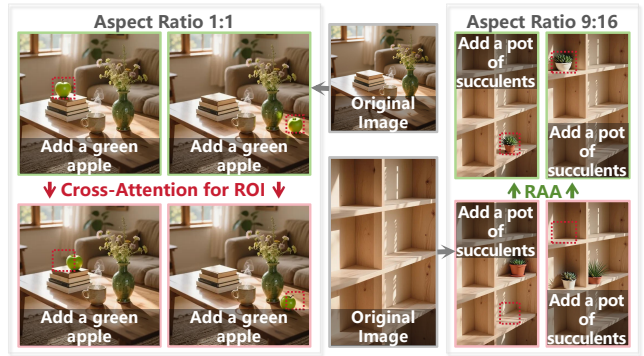 Aspect Ratio 1:1
Add a green
apple
Add a green
apple
Cross-Attention for ROI
Add a green
apple
Add a green
apple
Original
Image
Original
Image
Aspect Ratio 9:16
Add a pot
of
succulents
Add a pot
of
succulents
RAA
Add a pot
of
succulents
Add a pot
of
succulents